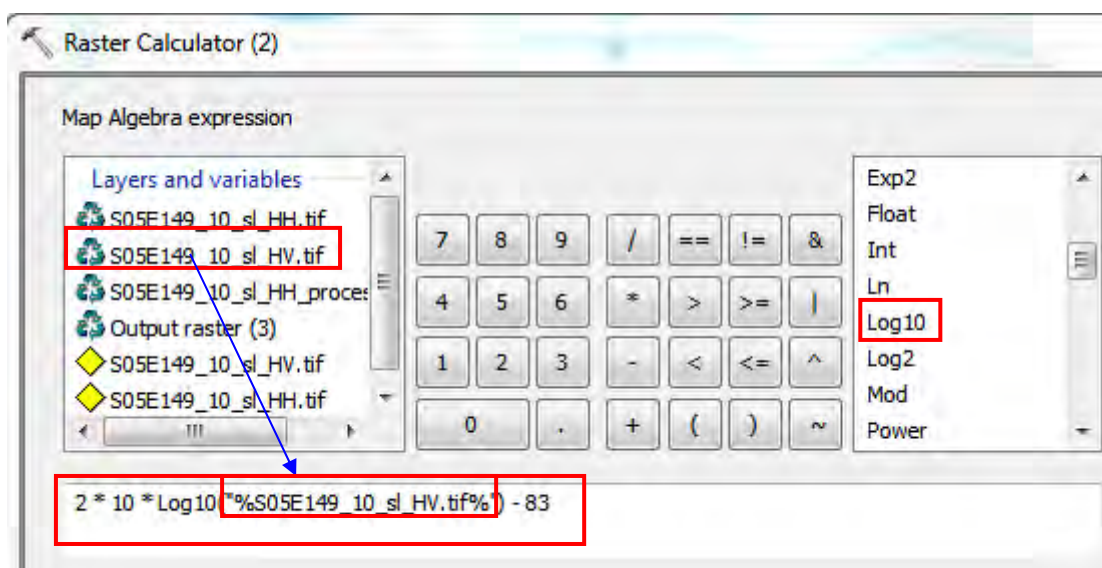 Raster Calculator (2)
Map Algebra expression
Layers and variables
S05E149_10_sl_HH.tif
S05E149_10_sl_HV.tif
S05E149_10_sl_HH_proces
Output raster (3)
S05E149_10_sl_HV.tif
S05E149_10_sl_HH.tif
7 8 9 / == != &
4 5 6 * > >= |
1 2 3 - < <= ^
0 . + ( ) ~
Exp2
Float
Int
Ln
Log10
Log2
Mod
Power
2 * 10 * Log10("%S05E149_10_sl_HV.tif%") - 83